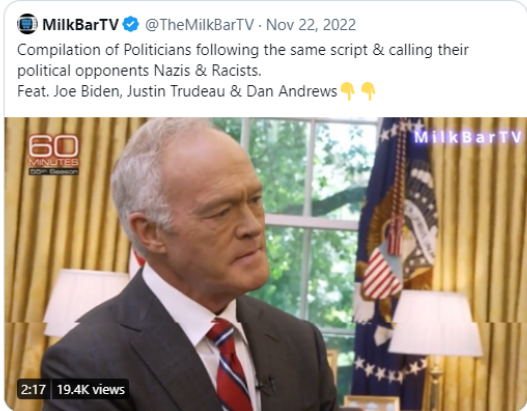 MilkBarTV @TheMilkBarTV · Nov 22, 2022
Compilation of Politicians following the same script & calling their
political opponents Nazis & Racists.
Feat. Joe Biden, Justin Trudeau & Dan Andrews👇👇
60
MINUTES
55th Season
MilkBarTV
2:17 19.4K views